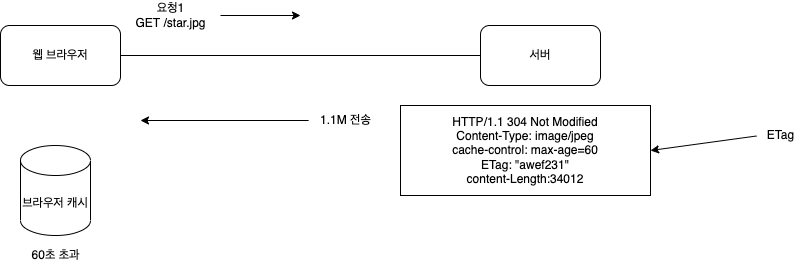 요청1
GET /star.jpg
웹 브라우저
서버
1.1M 전송
HTTP/1.1 304 Not Modified
Content-Type: image/jpeg
cache-control: max-age=60
ETag: "awef231"
content-Length:34012
ETag
브라우저 캐시
60초 초과